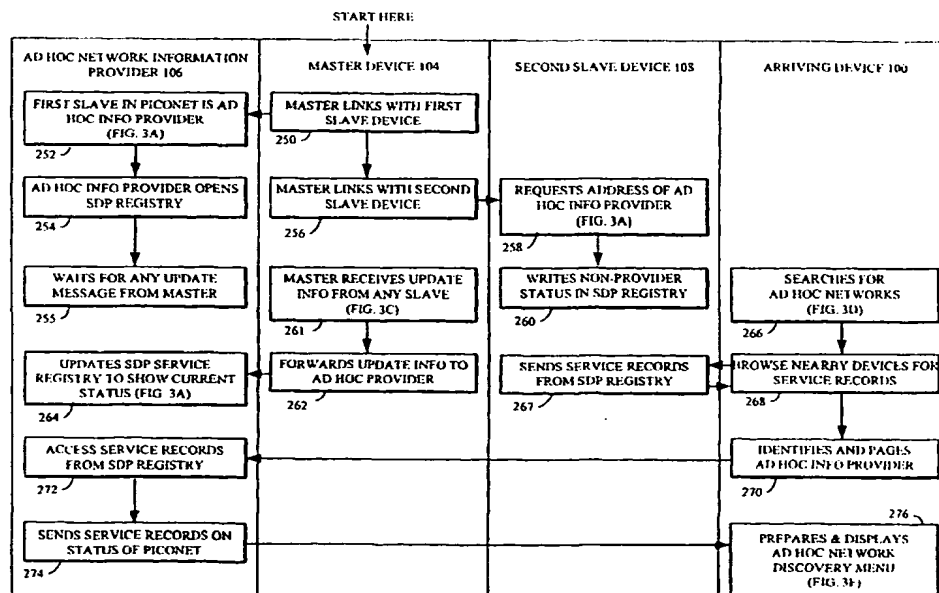 START HERE
AD HOC NETWORK INFORMATION
PROVIDER 106
FIRST SLAVE IN PICONET IS AD
HOC INFO PROVIDER
(FIG. 3A)
252
AD HOC INFO PROVIDER OPENS
SDP REGISTRY
254
WAITS FOR ANY UPDATE
MESSAGE FROM MASTER
255
UPDATES SDP SERVICE
REGISTRY TO SHOW CURRENT
STATUS (FIG. 3A)
264
ACCESS SERVICE RECORDS
FROM SDP REGISTRY
272
SENDS SERVICE RECORDS ON
STATUS OF PICONET
274
MASTER DEVICE 104
MASTER LINKS WITH FIRST
SLAVE DEVICE
250
MASTER LINKS WITH SECOND
SLAVE DEVICE
256
MASTER RECEIVES UPDATE
INFO FROM ANY SLAVE
(FIG. 3C)
261
FORWARDS UPDATE INFO TO
AD HOC PROVIDER
262
SECOND SLAVE DEVICE 108
REQUESTS ADDRESS OF AD
HOC INFO PROVIDER
(FIG. 3A)
258
WRITES NON-PROVIDER
STATUS IN SDP REGISTRY
260
SENDS SERVICE RECORDS
FROM SDP REGISTRY
267
ARRIVING DEVICE 100
SEARCHES FOR
AD HOC NETWORKS
(FIG. 3D)
266
BROWSE NEARBY DEVICES FOR
SERVICE RECORDS
268
IDENTIFIES AND PAGES
AD HOC INFO PROVIDER
270
276
PREPARES & DISPLAYS
AD HOC NETWORK
DISCOVERY MENU
(FIG. 3F)